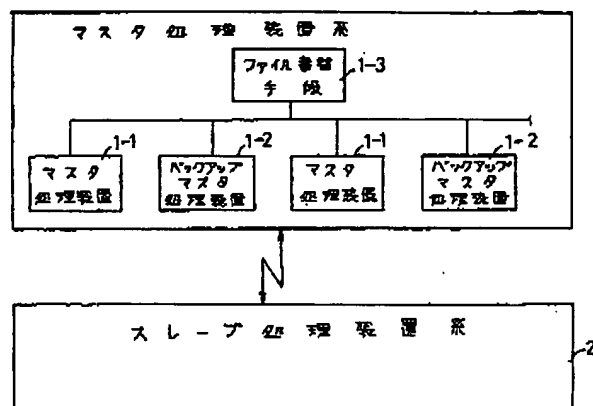 マスタ処理装置系
ファイル書替
手段
1-3
1-1
マスタ
処理装置
1-2
バックアップ
マスタ
処理装置
1-1
マスタ
処理装置
1-2
バックアップ
マスタ
処理装置
スレーブ処理装置系
2